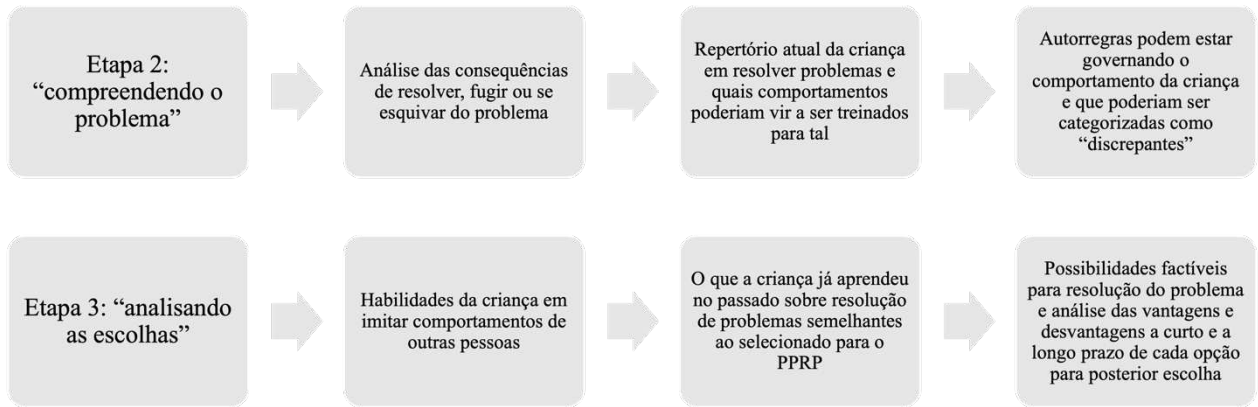 Etapa 2:
“compreendendo o
problema”
Análise das consequências
de resolver, fugir ou se
esquivar do problema
Repertório atual da criança
em resolver problemas e
quais comportamentos
poderiam vir a ser treinados
para tal
Autorregras podem estar
governando o
comportamento da criança
e que poderiam ser
categorizadas como
“discrepantes”
Etapa 3: “analisando
as escolhas”
Habilidades da criança em
imitar comportamentos de
outras pessoas
O que a criança já aprendeu
no passado sobre resolução
de problemas semelhantes
ao selecionado para o
PPRP
Possibilidades factíveis
para resolução do problema
e análise das vantagens e
desvantagens a curto e a
longo prazo de cada opção
para posterior escolha